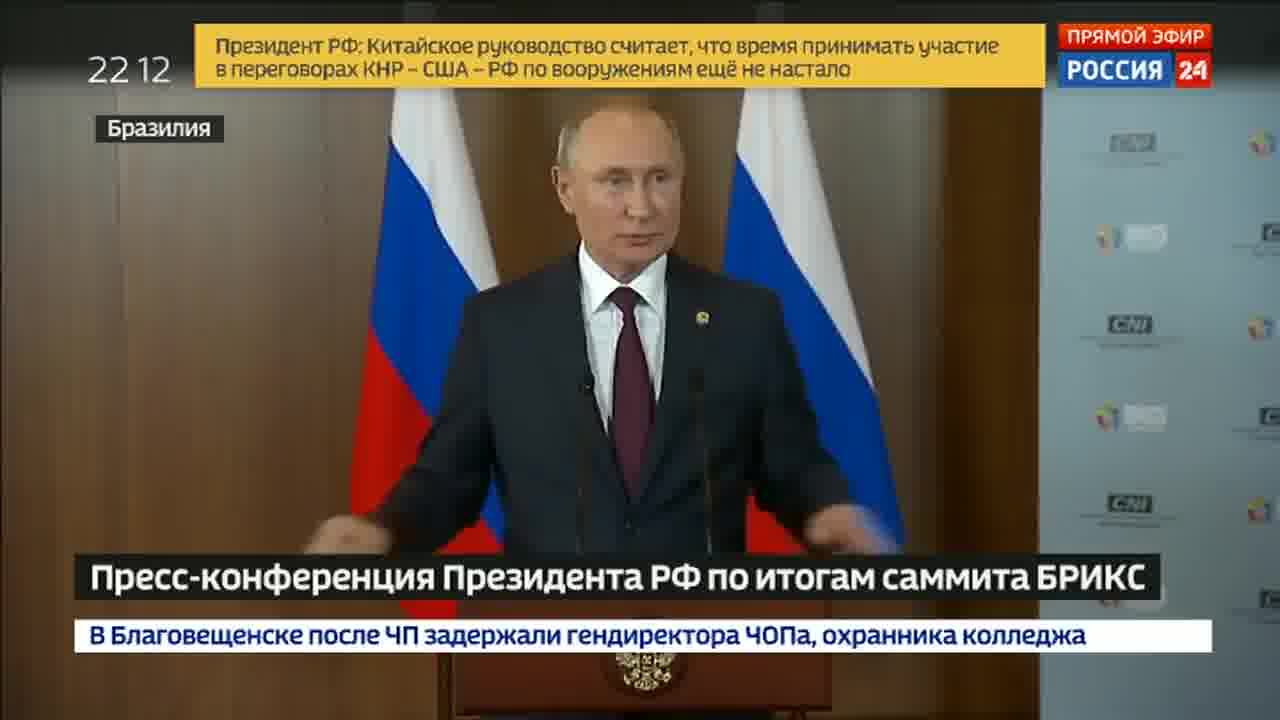 22 12
Президент РФ: Китайское руководство считает, что время принимать участие
в переговорах КНР – США – РФ по вооружениям ещё не настало
ПРЯМОЙ ЭФИР
РОССИЯ 24
Бразилия
CNI
CNI
CNI
Пресс-конференция Президента РФ по итогам саммита БРИКС
В Благовещенске после ЧП задержали гендиректора ЧОПа, охранника колледжа